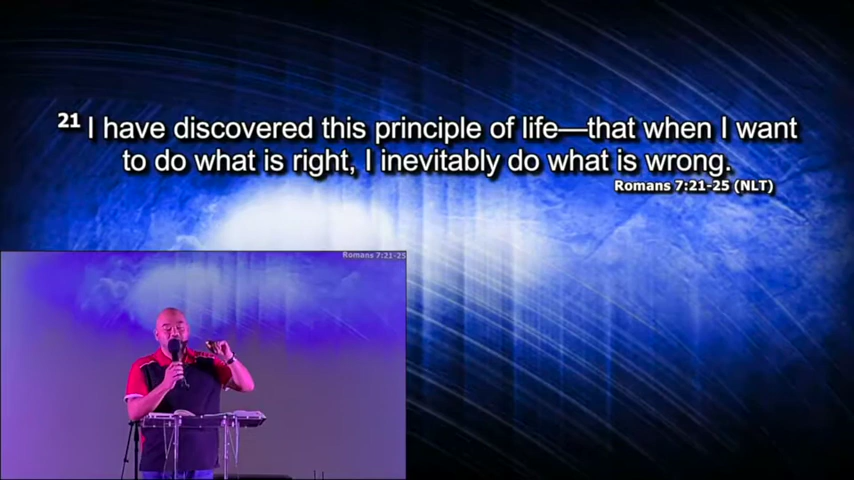 21 I have discovered this principle of life—that when I want
to do what is right, I inevitably do what is wrong.
Romans 7:21-25 (NLT)
Romans 7:21-25